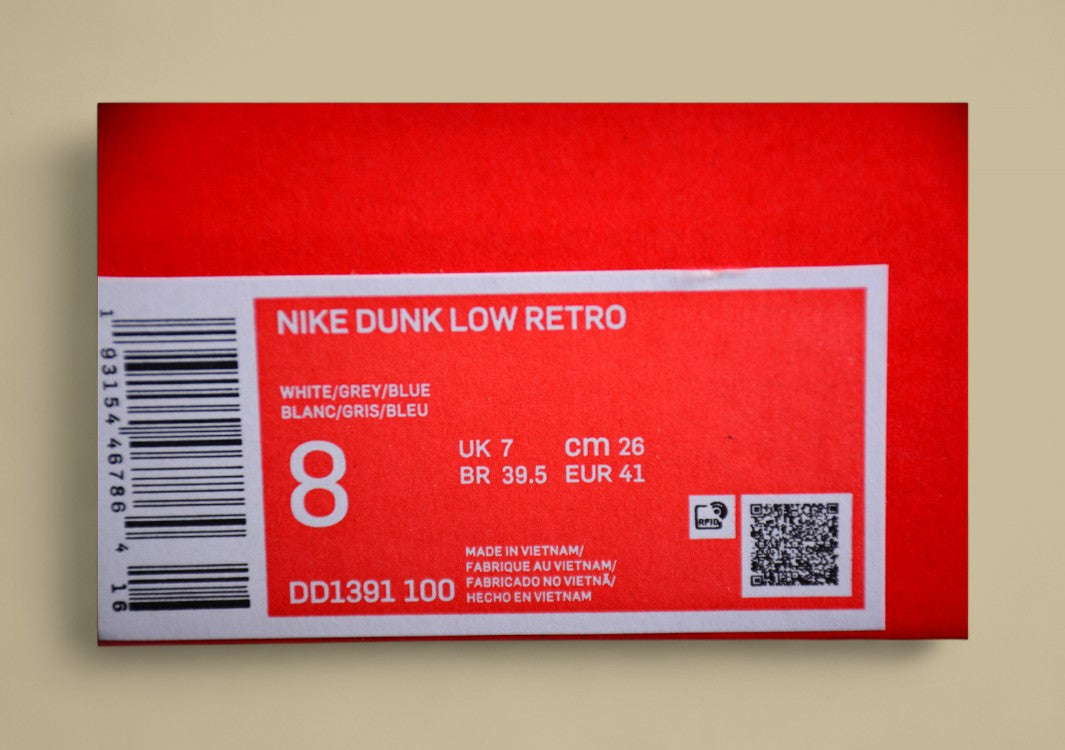 NIKE DUNK LOW RETRO
WHITE/GREY/BLUE
BLANC/GRIS/BLEU
8
UK 7 cm 26
BR 39.5 EUR 41
DD1391 100
MADE IN VIETNAM/
FABRIQUE AU VIETNAM/
FABRICADO NO VIETNÃ/
HECHO EN VIETNAM
RFID
1 93154 46786 4 16